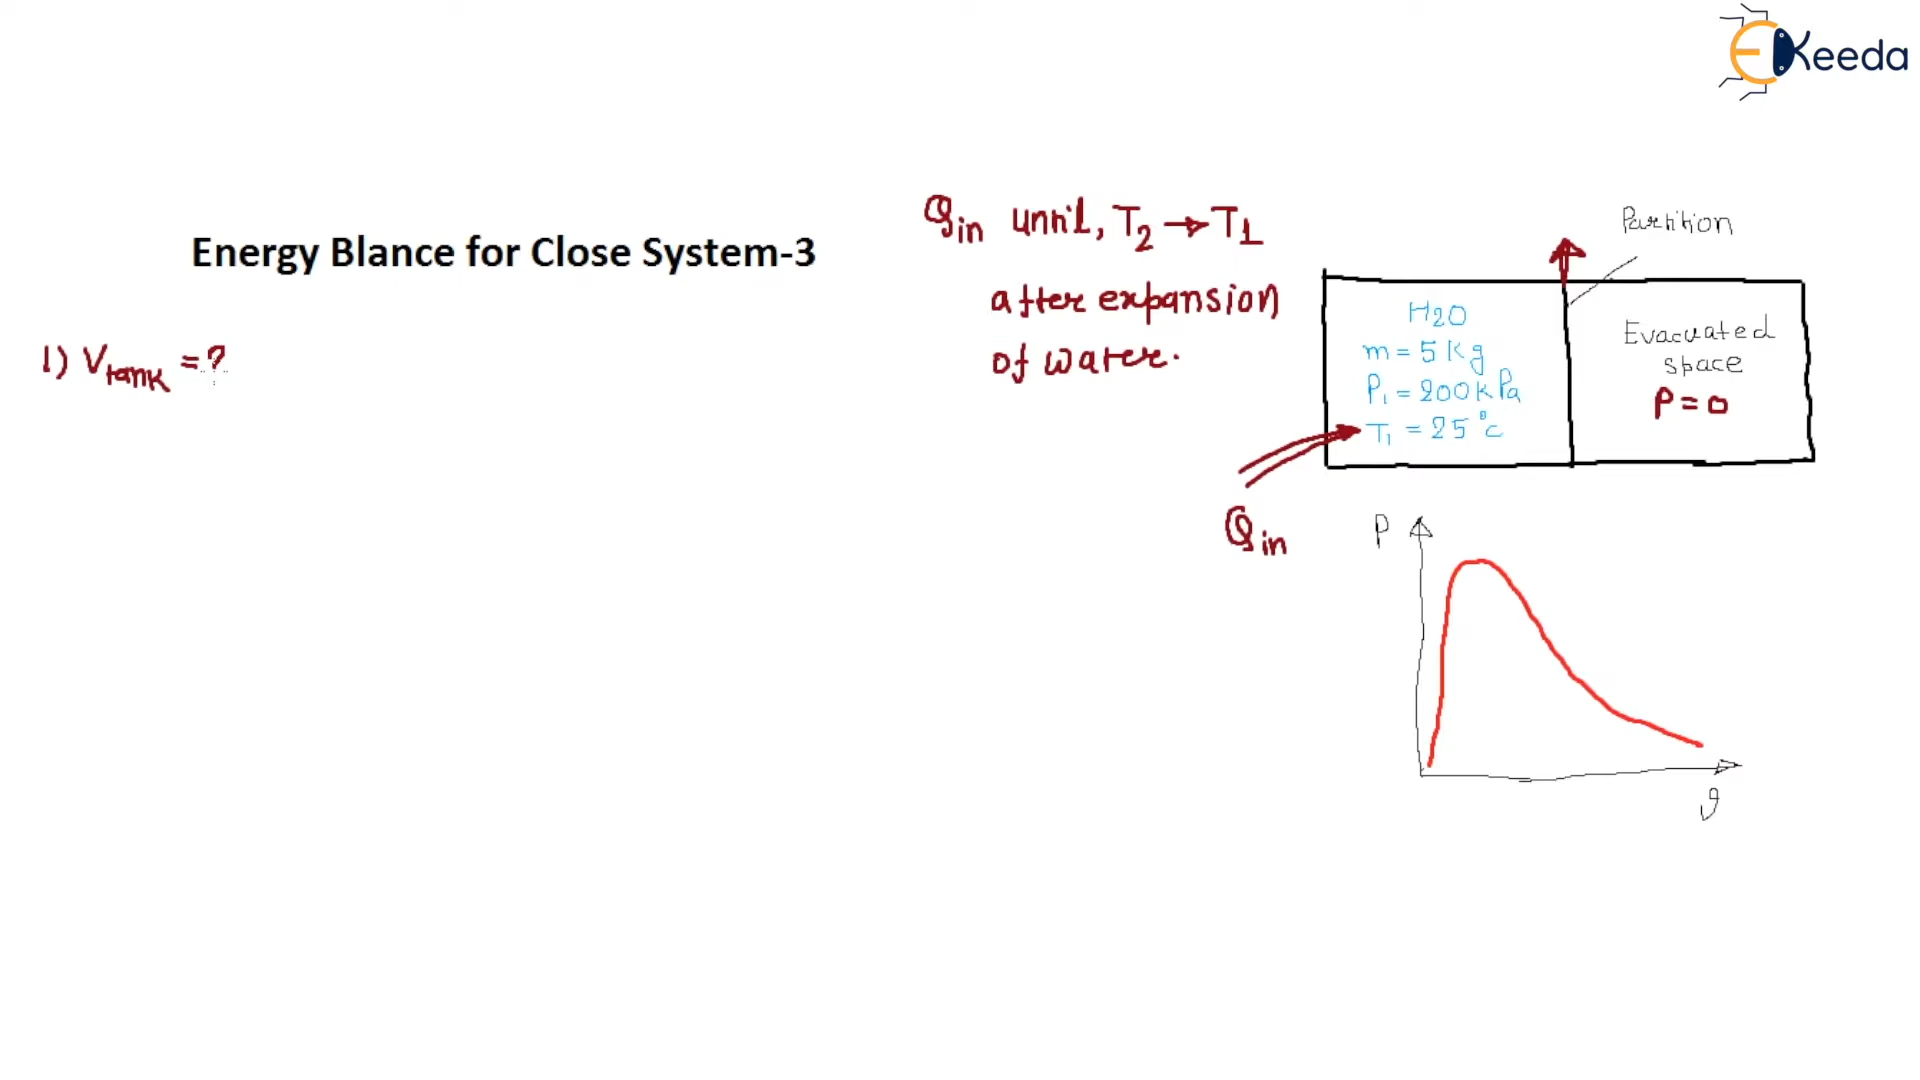 EKeeda
Energy Blance for Close System-3
1) Vtank = ?
Qin until, T2 → T1
after expansion
of water.
Partition
H2O
m = 5 Kg
P1 = 200 kPa
T1 = 25°c
Evacuated
space
P = 0
Qin
P
ϑ